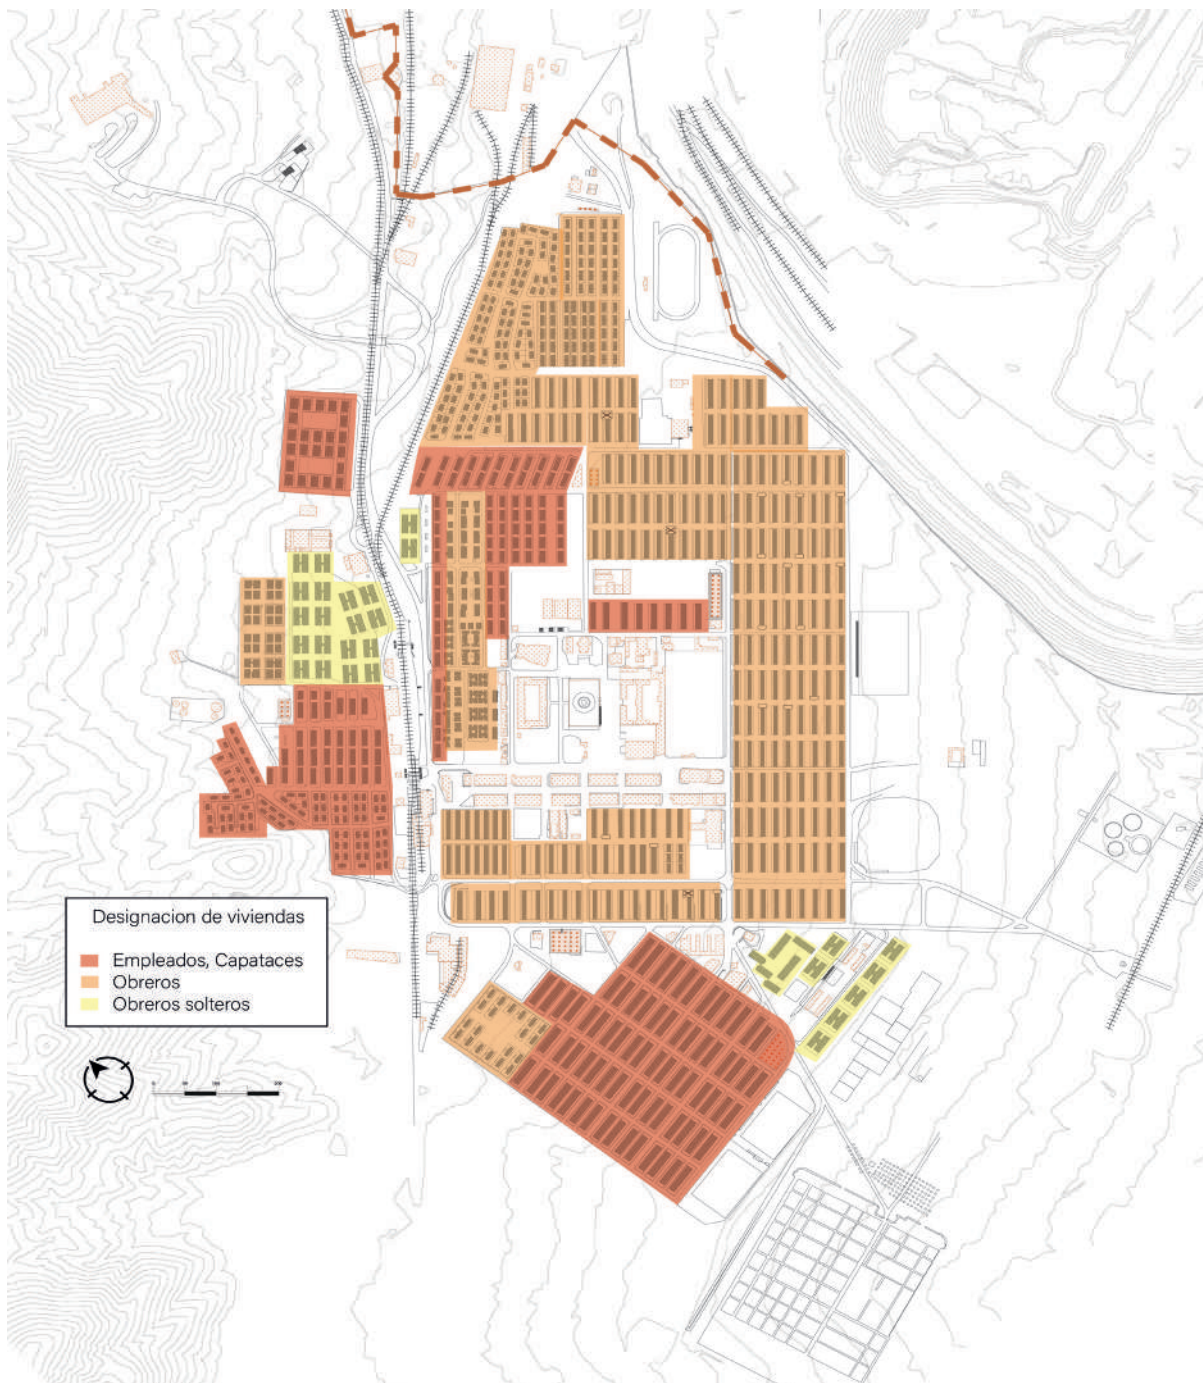 Designacion de viviendas
Empleados, Capataces
Obreros
Obreros solteros